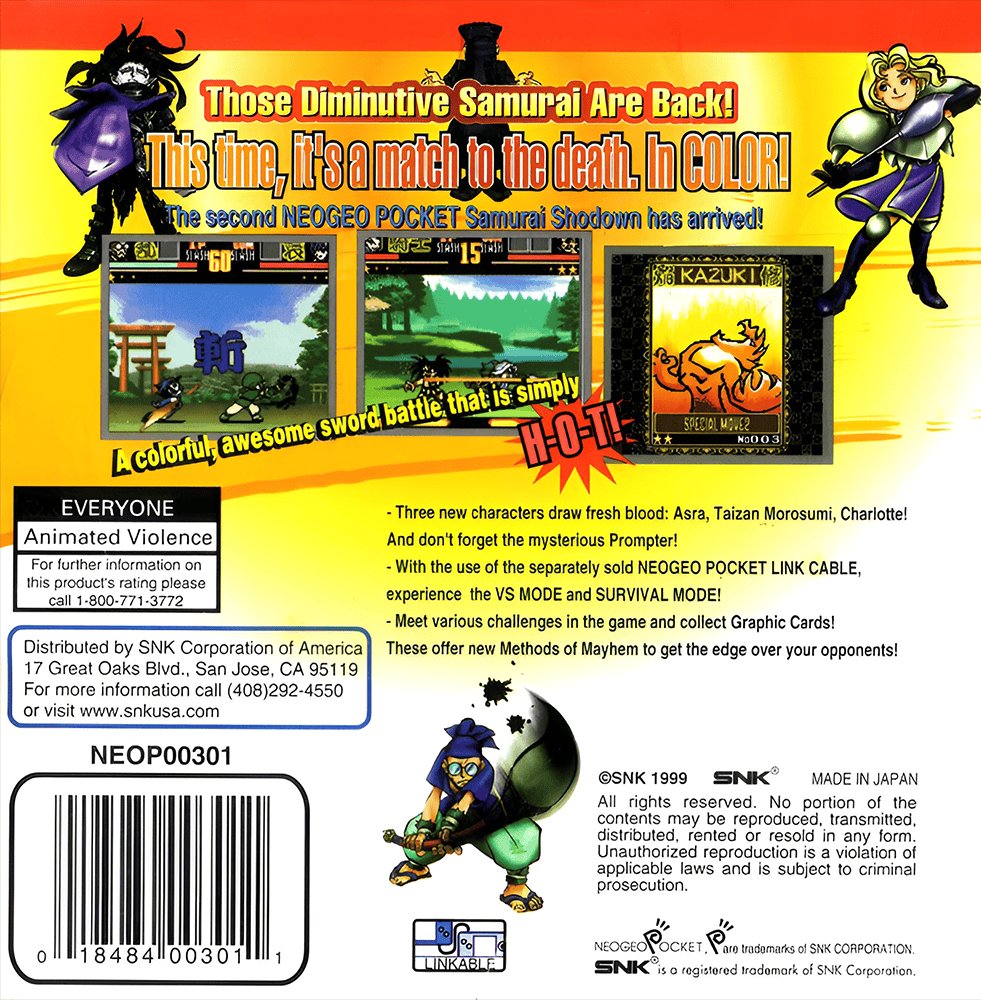 Those Diminutive Samurai Are Back!
This time, it's a match to the death. In COLOR!
The second NEOGEO POCKET Samurai Shodown has arrived!
SLASH 60 SLASH
斬
SLASH 15 SLASH
KAZUKI
SPECIAL MOVE2
★★ No003
A colorful, awesome sword battle that is simply
H-O-T!
EVERYONE
Animated Violence
For further information on
this product's rating please
call 1-800-771-3772
- Three new characters draw fresh blood: Asra, Taizan Morosumi, Charlotte!
And don't forget the mysterious Prompter!
- With the use of the separately sold NEOGEO POCKET LINK CABLE,
experience the VS MODE and SURVIVAL MODE!
- Meet various challenges in the game and collect Graphic Cards!
These offer new Methods of Mayhem to get the edge over your opponents!
Distributed by SNK Corporation of America
17 Great Oaks Blvd., San Jose, CA 95119
For more information call (408)292-4550
or visit www.snkusa.com
NEOP00301
0 18484 00301 1
LINKABLE
©SNK 1999 SNK® MADE IN JAPAN
All rights reserved. No portion of the
contents may be reproduced, transmitted,
distributed, rented or resold in any form.
Unauthorized reproduction is a violation of
applicable laws and is subject to criminal
prosecution.
NEOGEO POCKET, P are trademarks of SNK CORPORATION.
SNK® is a registered trademark of SNK Corporation.